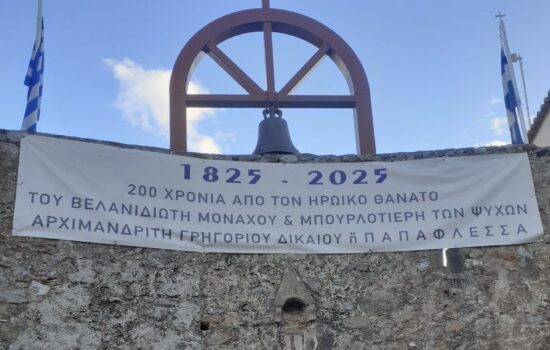 1825 - 2025
200 ΧΡΟΝΙΑ ΑΠΟ ΤΟΝ ΗΡΩΙΚΟ ΘΑΝΑΤΟ
ΤΟΥ ΒΕΛΑΝΙΔΙΩΤΗ ΜΟΝΑΧΟΥ & ΜΠΟΥΡΛΟΤΙΕΡΗ ΤΩΝ ΨΥΧΩΝ
ΑΡΧΙΜΑΝΔΡΙΤΗ ΓΡΗΓΟΡΙΟΥ ΔΙΚΑΙΟΥ ή ΠΑΠΑΦΛΕΣΣΑ